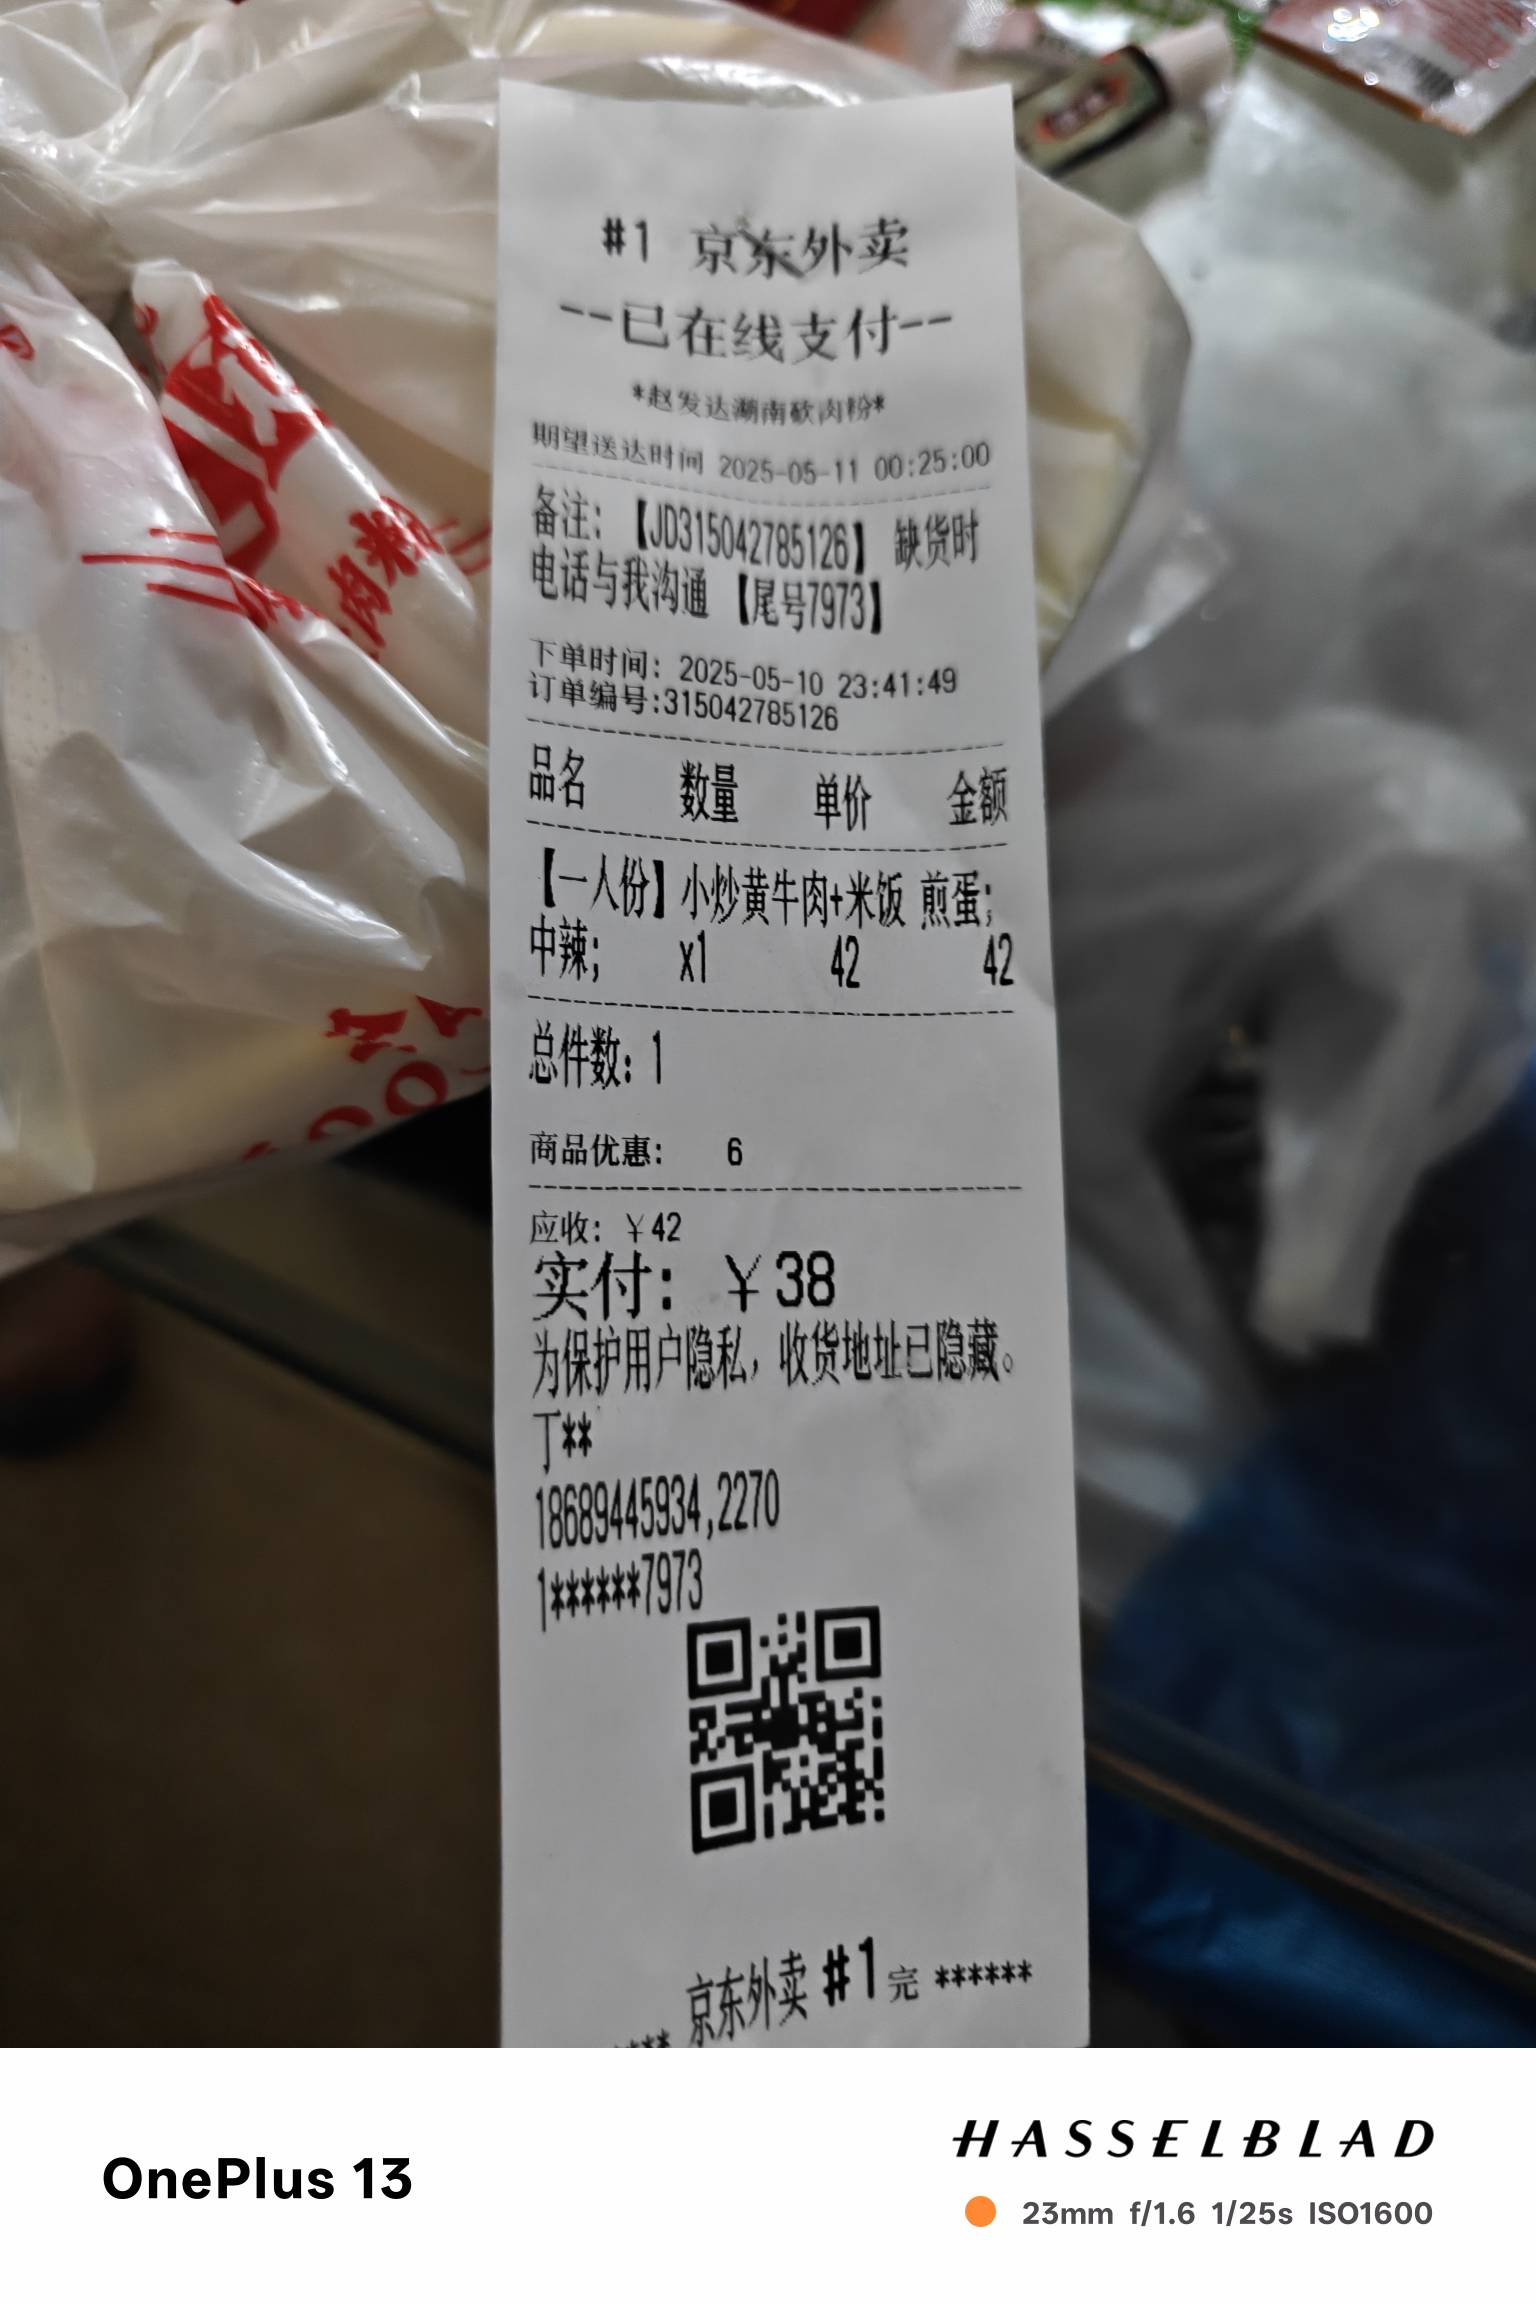 #1 京东外卖
--已在线支付--
*赵发达湖南砍肉粉*
期望送达时间 2025-05-11 00:25:00
备注：【JD315042785126】 缺货时
电话与我沟通 【尾号7973】
下单时间: 2025-05-10 23:41:49
订单编号:315042785126
品名 数量 单价 金额
【一人份】小炒黄牛肉+米饭 煎蛋;
中辣; x1 42 42
总件数: 1
商品优惠: 6
应收: ￥42
实付: ￥38
为保护用户隐私，收货地址已隐藏。
丁**
18689445934,2270
1******7973
京东外卖 #1 完 ******
肉粉
OnePlus 13
HASSELBLAD
23mm f/1.6 1/25s ISO1600